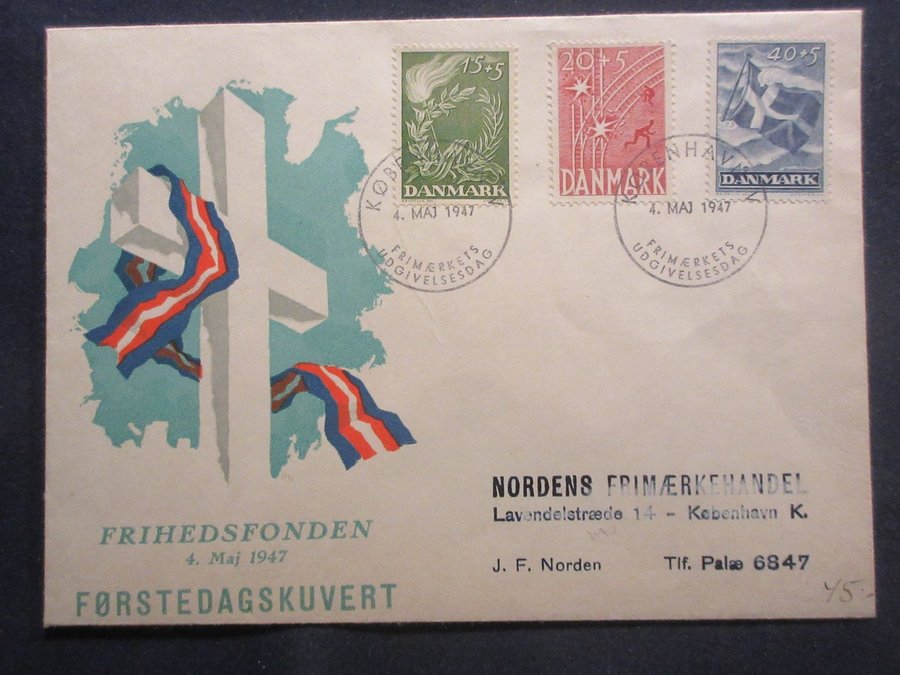 15+5
DANMARK
20+5
DANMARK
40+5
DANMARK
KØBENHAVN
4. MAJ 1947
FRIMÆRKETS
UDGIVELSESDAG
KØBENHAVN
4. MAJ 1947
FRIMÆRKETS
UDGIVELSESDAG
NORDENS FRIMÆRKEHANDEL
Lavendelstræde 14 - København K.
J. F. Norden Tlf. Palæ 6847
FRIHEDSFONDEN
4. Maj 1947
FØRSTEDAGSKUVERT
45.-